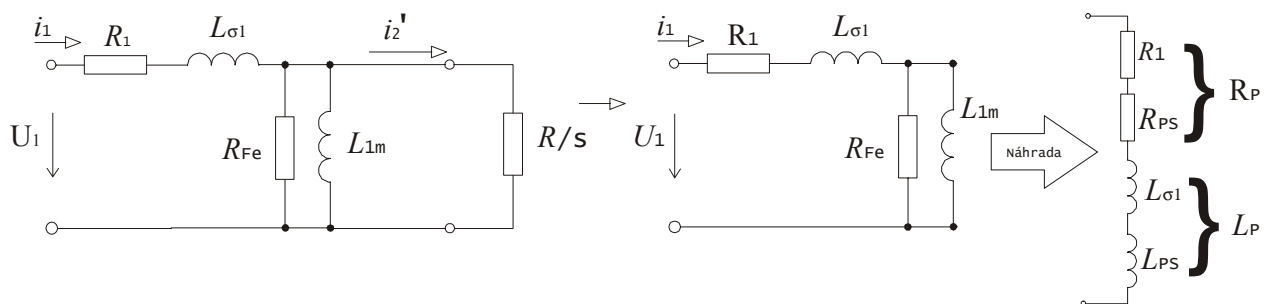 i1
R1
Lσ1
i2'
U1
RFe
L1m
R/s
i1
R1
Lσ1
U1
RFe
L1m
Náhrada
R1
RPS
RP
Lσ1
LPS
LP